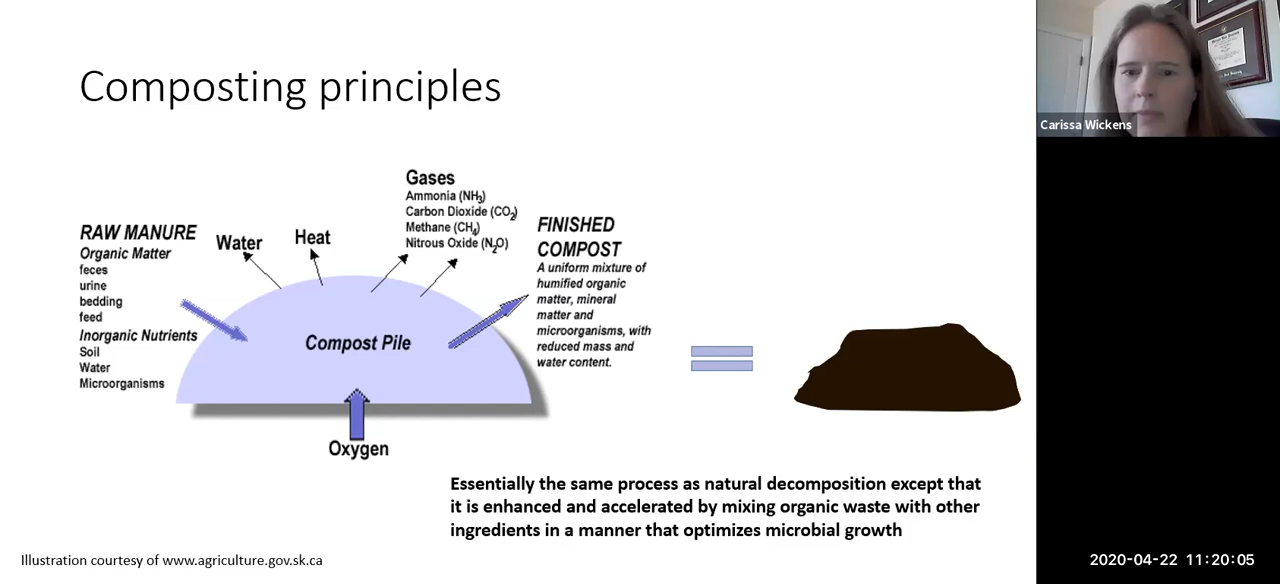 Composting principles
Gases
Ammonia (NH3)
Carbon Dioxide (CO2)
Methane (CH4)
Nitrous Oxide (N2O)
RAW MANURE
Organic Matter
feces
urine
bedding
feed
Inorganic Nutrients
Soil
Water
Microorganisms
Water
Heat
FINISHED
COMPOST
A uniform mixture of
humified organic
matter, mineral
matter and
microorganisms, with
reduced mass and
water content.
Compost Pile
Oxygen
Essentially the same process as natural decomposition except that
it is enhanced and accelerated by mixing organic waste with other
ingredients in a manner that optimizes microbial growth
Illustration courtesy of www.agriculture.gov.sk.ca
Carissa Wickens
2020-04-22 11:20:05